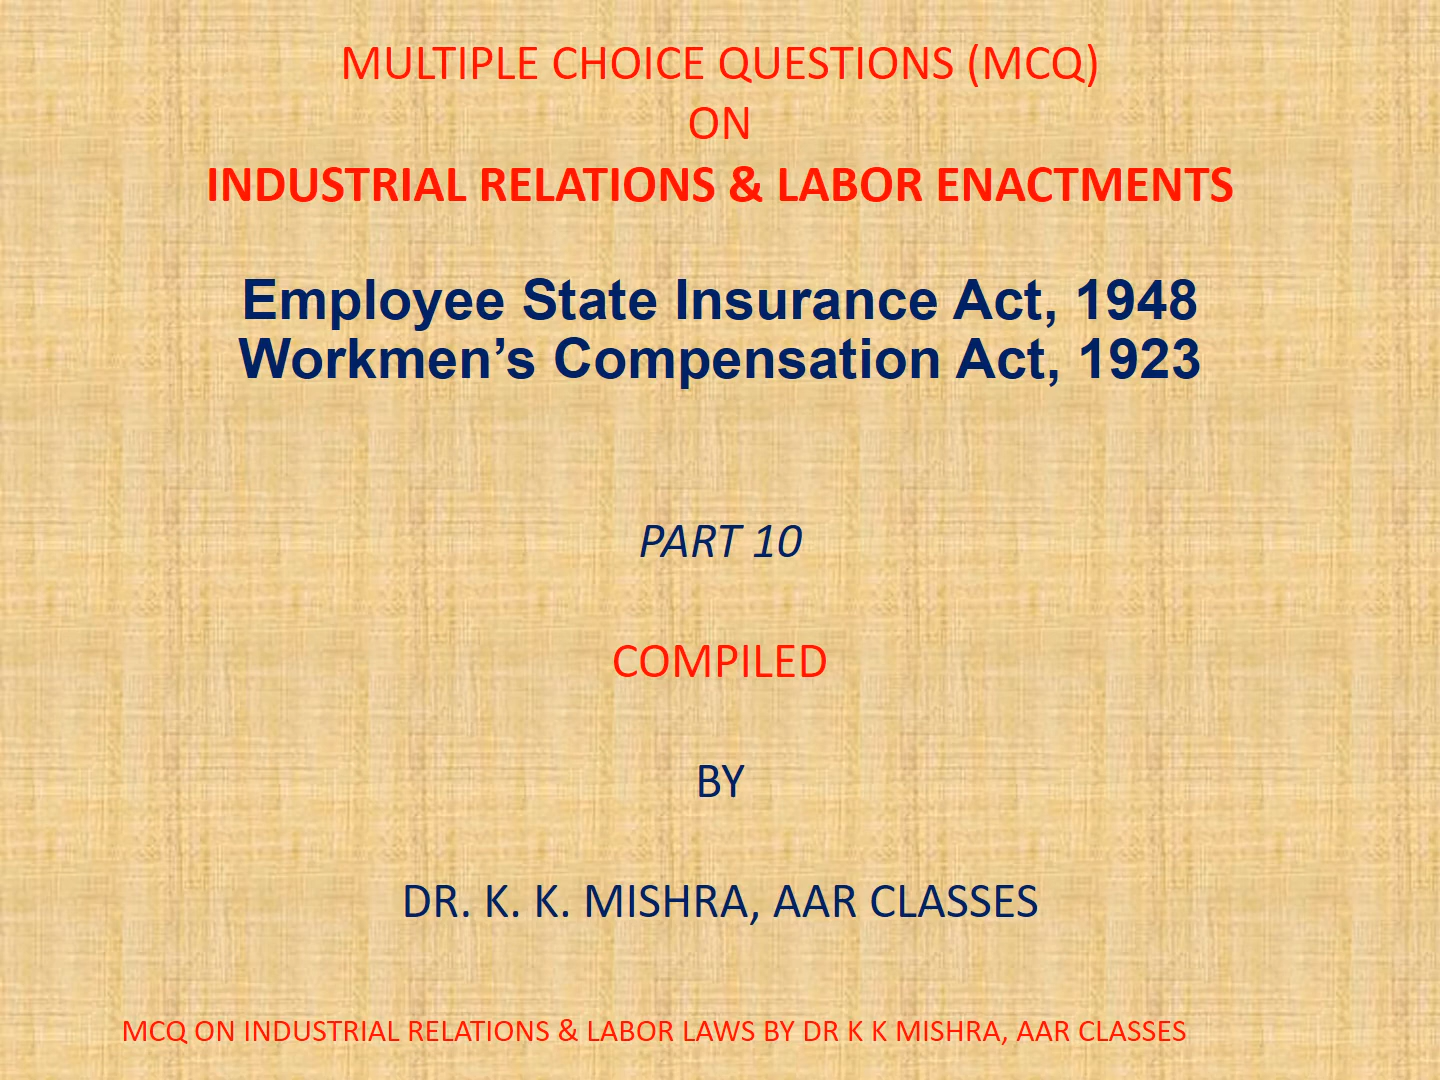 MULTIPLE CHOICE QUESTIONS (MCQ)
ON
INDUSTRIAL RELATIONS & LABOR ENACTMENTS
Employee State Insurance Act, 1948
Workmen’s Compensation Act, 1923
PART 10
COMPILED
BY
DR. K. K. MISHRA, AAR CLASSES
MCQ ON INDUSTRIAL RELATIONS & LABOR LAWS BY DR K K MISHRA, AAR CLASSES